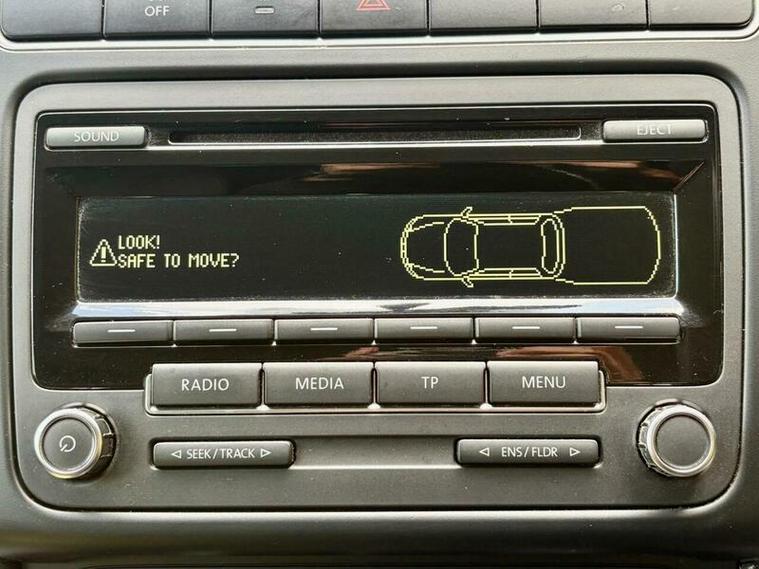 OFF
SOUND
EJECT
LOOK!
SAFE TO MOVE?
RADIO
MEDIA
TP
MENU
◁ SEEK / TRACK ▷
◁ ENS / FLDR ▷